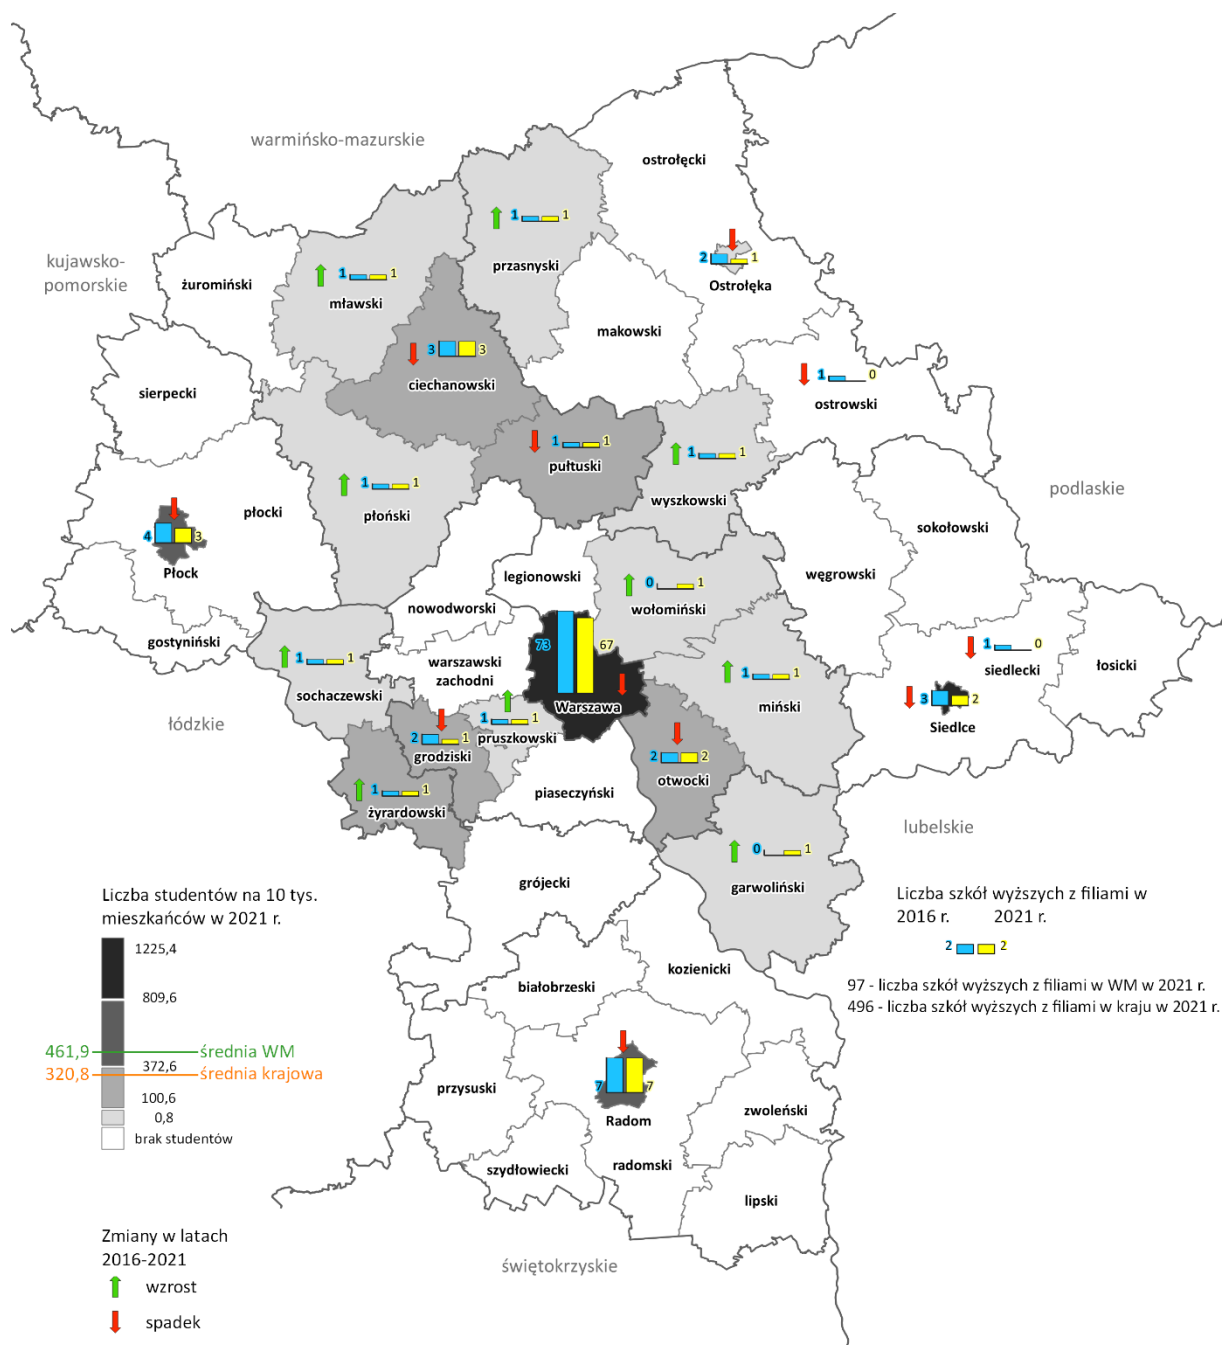 warmińsko-mazurskie
ostrołęcki
1 1
przasnyski
kujawsko-
pomorskie
żuromiński
1 1
mławski
2 1
Ostrołęka
makowski
3 3
ciechanowski
1 0
ostrowski
sierpecki
1 1
pułtuski
1 1
wyszkowski
podlaskie
1 1
płoński
płocki
4 3
Płock
sokołowski
węgrowski
legionowski
0 1
wołomiński
nowodworski
gostyniński
73 67
Warszawa
warszawski
zachodni
1 1
sochaczewski
1 0
siedlecki
łosicki
3 2
Siedlce
1 1
miński
łódzkie
1 1
pruszkowski
2 1
grodziski
2 2
otwocki
1 1
żyrardowski
piaseczyński
lubelskie
0 1
garwoliński
grójecki
Liczba studentów na 10 tys.
mieszkańców w 2021 r.
1225,4
809,6
461,9 średnia WM
372,6
320,8 średnia krajowa
100,6
0,8
brak studentów
Liczba szkół wyższych z filiami w
2016 r. 2021 r.
2 2
97 - liczba szkół wyższych z filiami w WM w 2021 r.
496 - liczba szkół wyższych z filiami w kraju w 2021 r.
kozienicki
białobrzeski
przysuski
7 7
Radom
zwoleński
szydłowiecki
radomski
lipski
świętokrzyskie
Zmiany w latach
2016-2021
wzrost
spadek